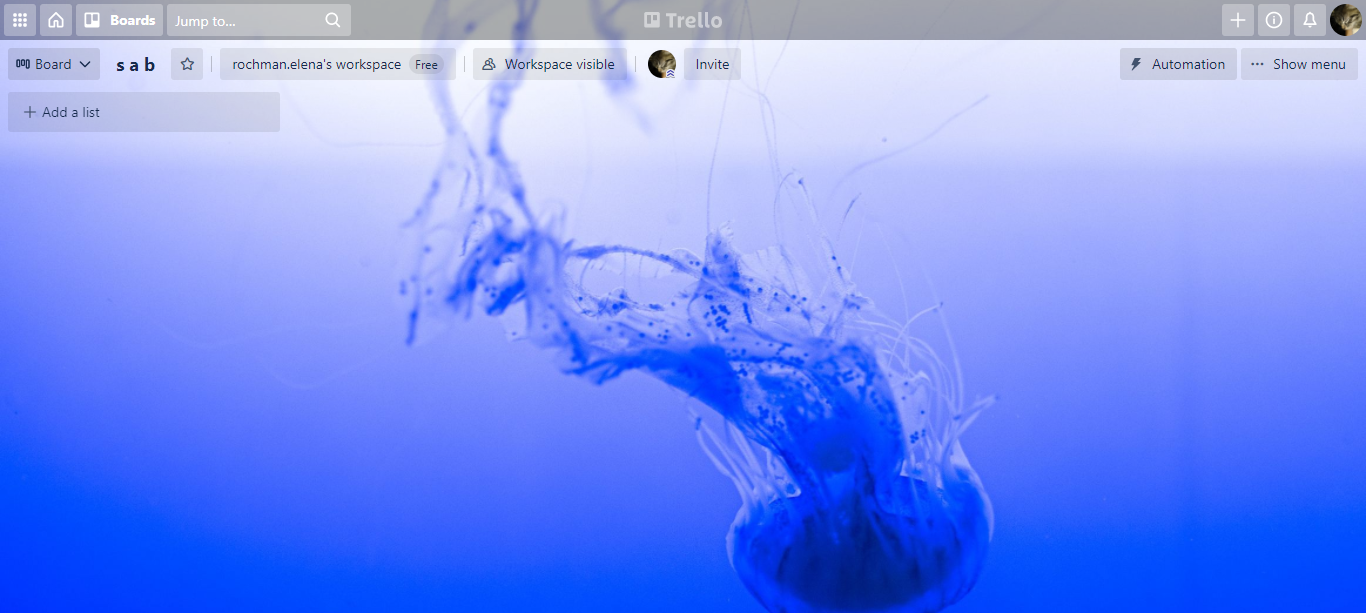 Boards Jump to... Trello
Board s a b rochman.elena's workspace Free Workspace visible Invite Automation Show menu
Add a list